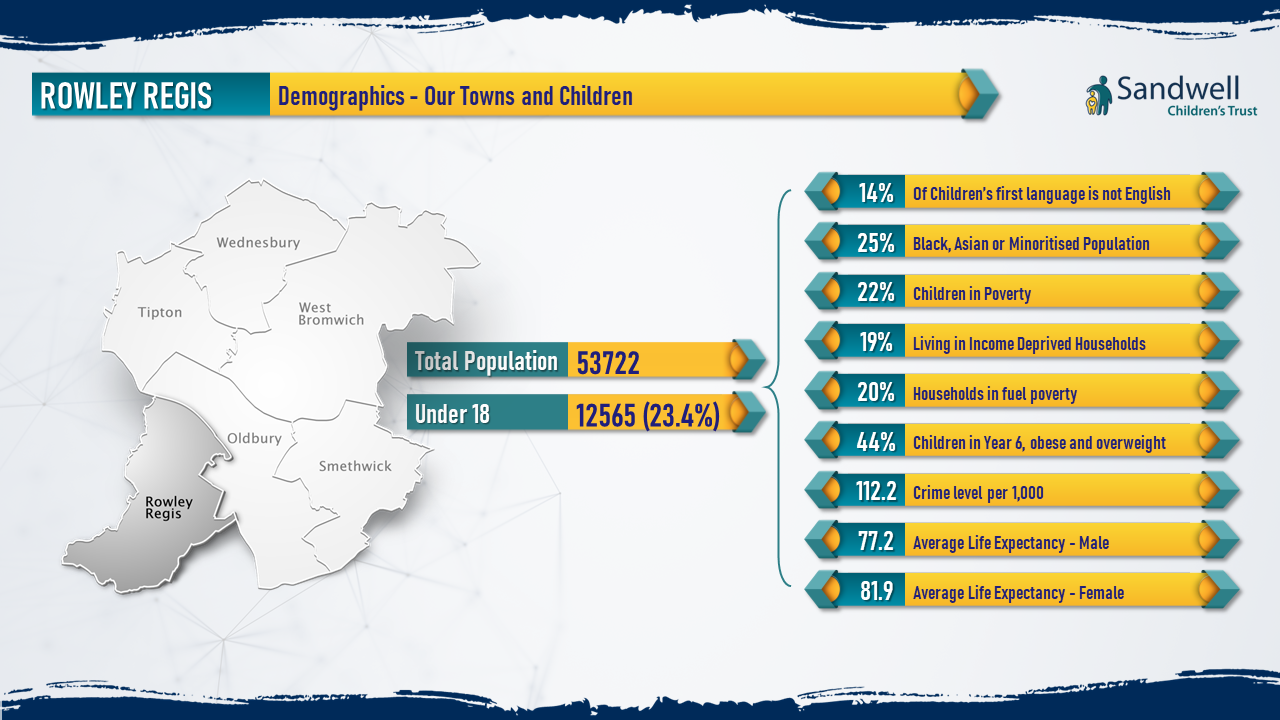 ROWLEY REGIS
Demographics - Our Towns and Children
Sandwell
Children's Trust
Wednesbury
Tipton
West
Bromwich
Oldbury
Smethwick
Rowley
Regis
Total Population 53722
Under 18 12565 (23.4%)
14% Of Children's first language is not English
25% Black, Asian or Minoritised Population
22% Children in Poverty
19% Living in Income Deprived Households
20% Households in fuel poverty
44% Children in Year 6, obese and overweight
112.2 Crime level per 1,000
77.2 Average Life Expectancy - Male
81.9 Average Life Expectancy - Female